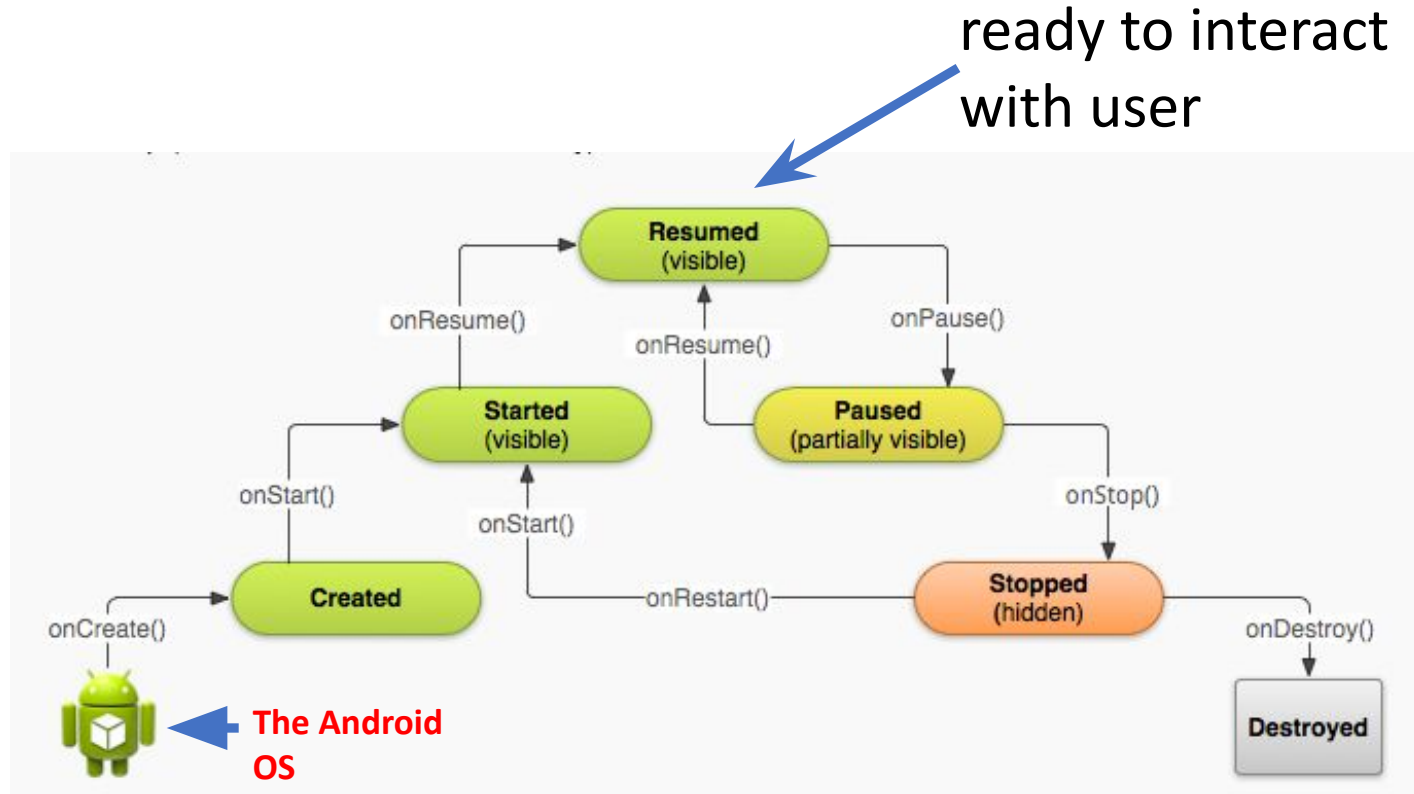 ready to interact
with user
Resumed
(visible)
onResume()
onPause()
onResume()
Started
(visible)
Paused
(partially visible)
onStart()
onStop()
onStart()
Created
onRestart()
Stopped
(hidden)
onCreate()
onDestroy()
The Android
OS
Destroyed